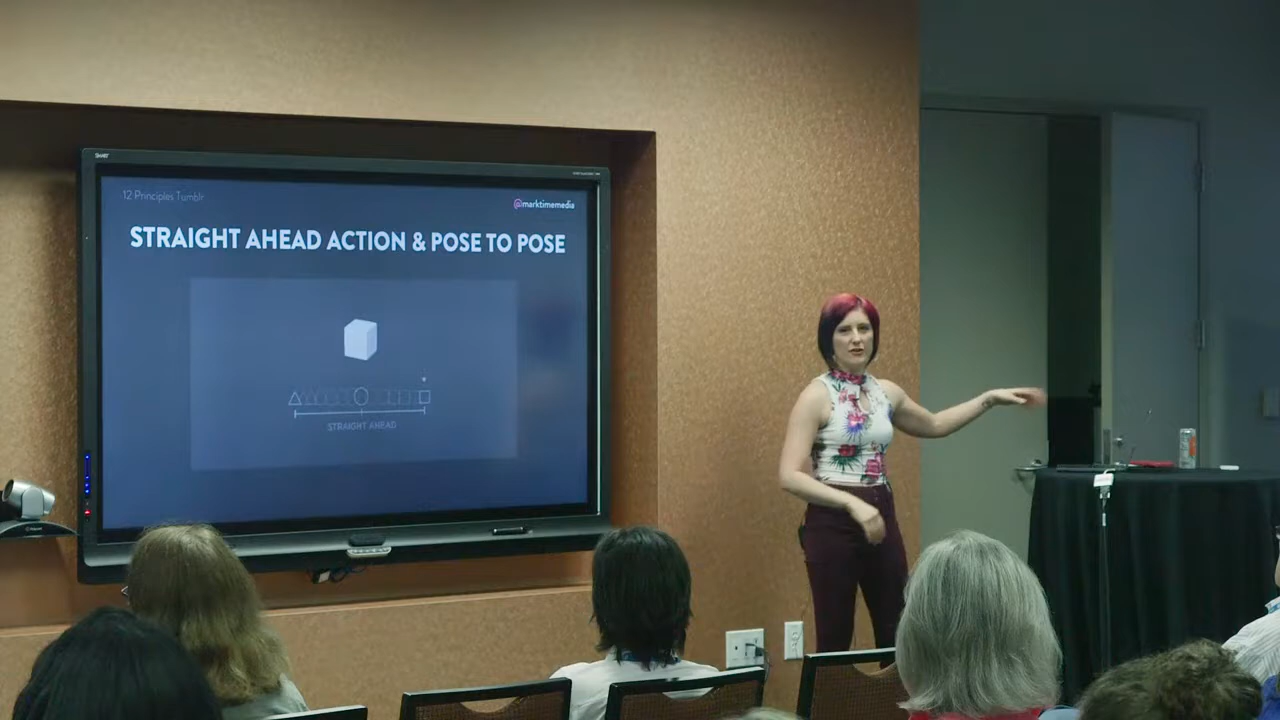 12 Principles Tumblr
@marktimemedia
STRAIGHT AHEAD ACTION & POSE TO POSE
STRAIGHT AHEAD